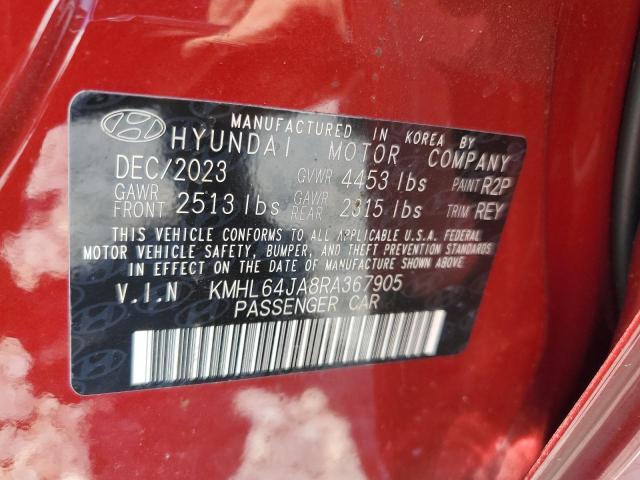 MANUFACTURED IN KOREA BY
HYUNDAI MOTOR COMPANY
DEC/2023 GVWR 4453 lbs PAINT R2P
GAWR FRONT 2513 lbs GAWR REAR 2315 lbs TRIM REY
THIS VEHICLE CONFORMS TO ALL APPLICABLE U.S.A. FEDERAL
MOTOR VEHICLE SAFETY, BUMPER, AND THEFT PREVENTION STANDARDS
IN EFFECT ON THE DATE OF MANUFACTURE SHOWN ABOVE.
V.I.N KMHL64JA8RA367905
PASSENGER CAR